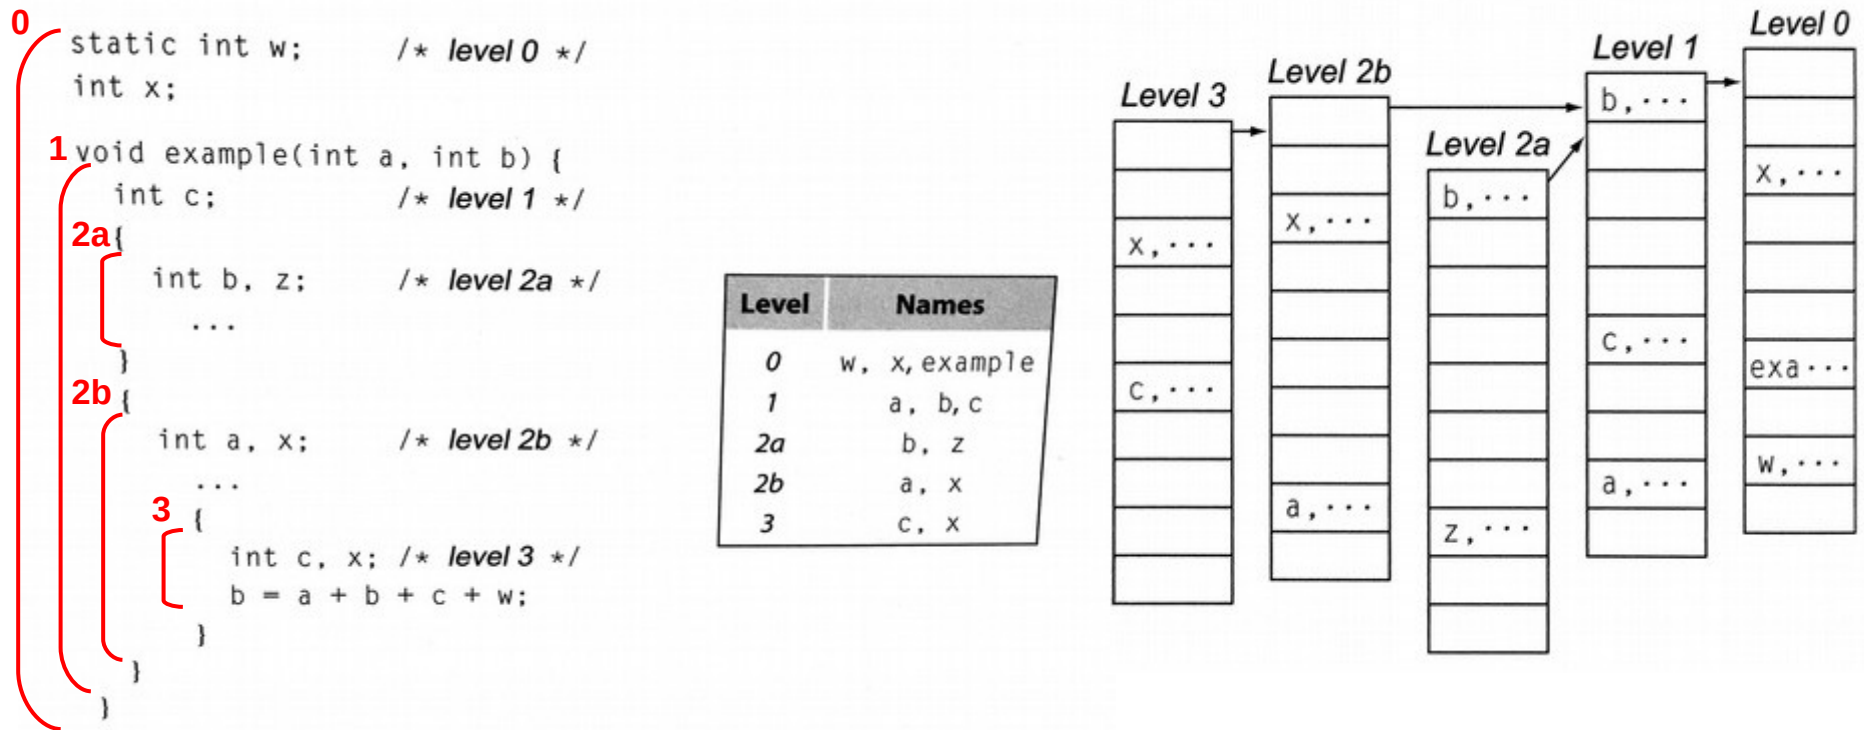 0
static int w; /* level 0 */
int x;
1
void example(int a, int b) {
int c; /* level 1 */
2a
{
int b, z; /* level 2a */
...
}
2b
{
int a, x; /* level 2b */
...
3
{
int c, x; /* level 3 */
b = a + b + c + w;
}
}
}
Level Names
0 w, x, example
1 a, b, c
2a b, z
2b a, x
3 c, x
Level 3
x,···
c,···
Level 2b
x,···
a,···
Level 2a
b,···
z,···
Level 1
b,···
c,···
a,···
Level 0
x,···
exa···
w,···